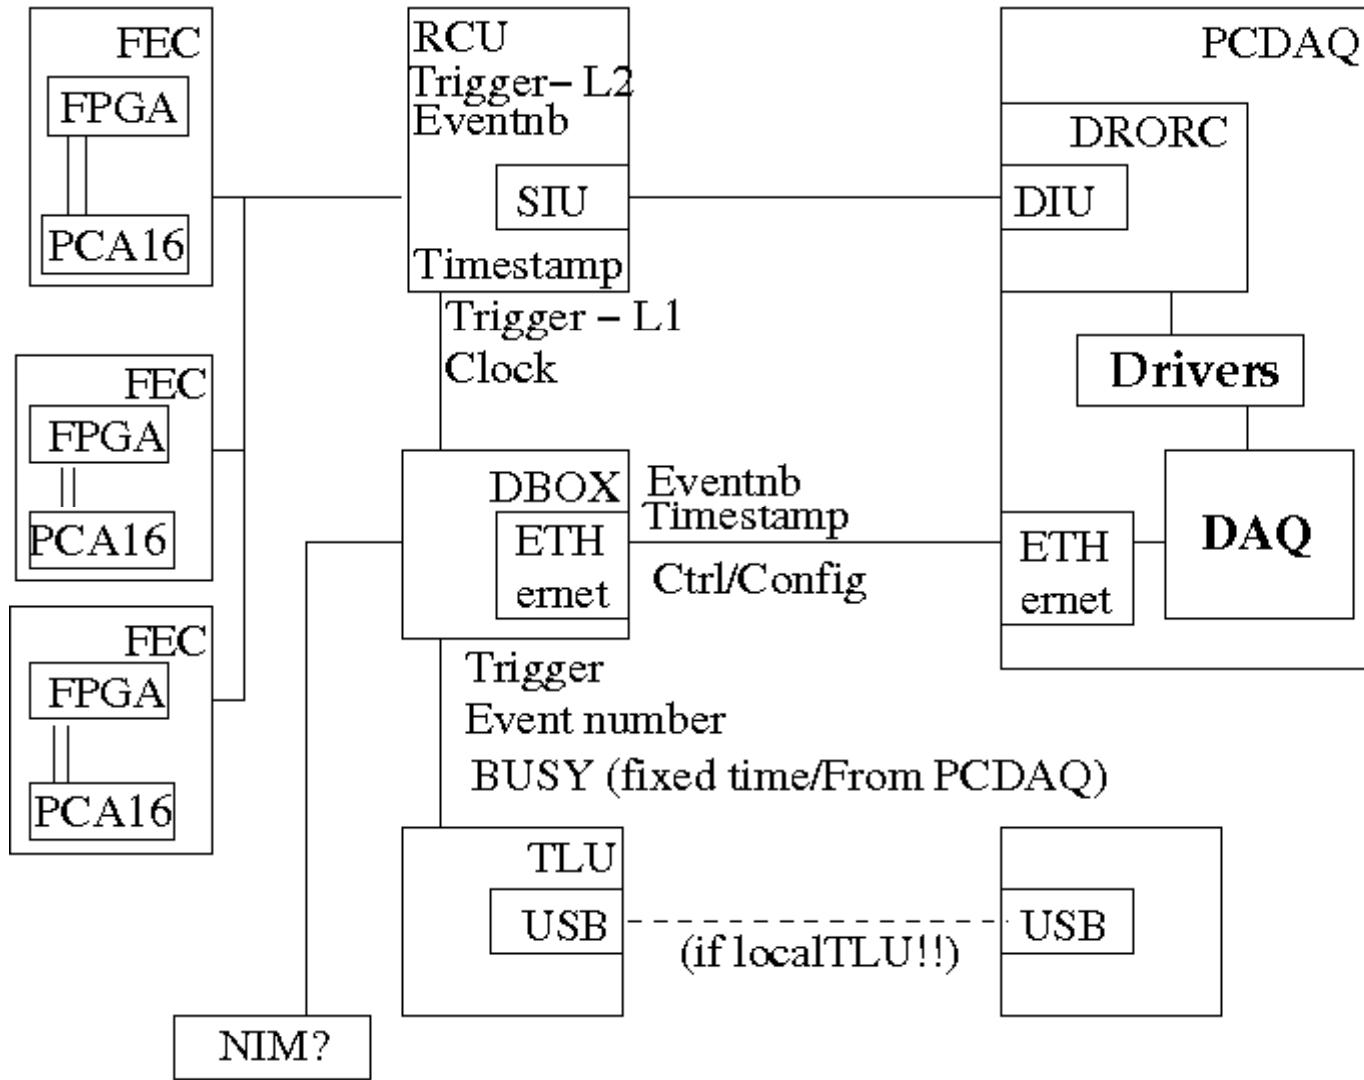 FEC
FPGA
PCA16
RCU
Trigger– L2
Eventnb
SIU
Timestamp
PCDAQ
DRORC
DIU
Trigger – L1
Clock
Drivers
FEC
FPGA
PCA16
DBOX
ETH
ernet
Eventnb
Timestamp
Ctrl/Config
ETH
ernet
DAQ
FEC
FPGA
PCA16
Trigger
Event number
BUSY (fixed time/From PCDAQ)
TLU
USB
(if localTLU!!)
USB
NIM?